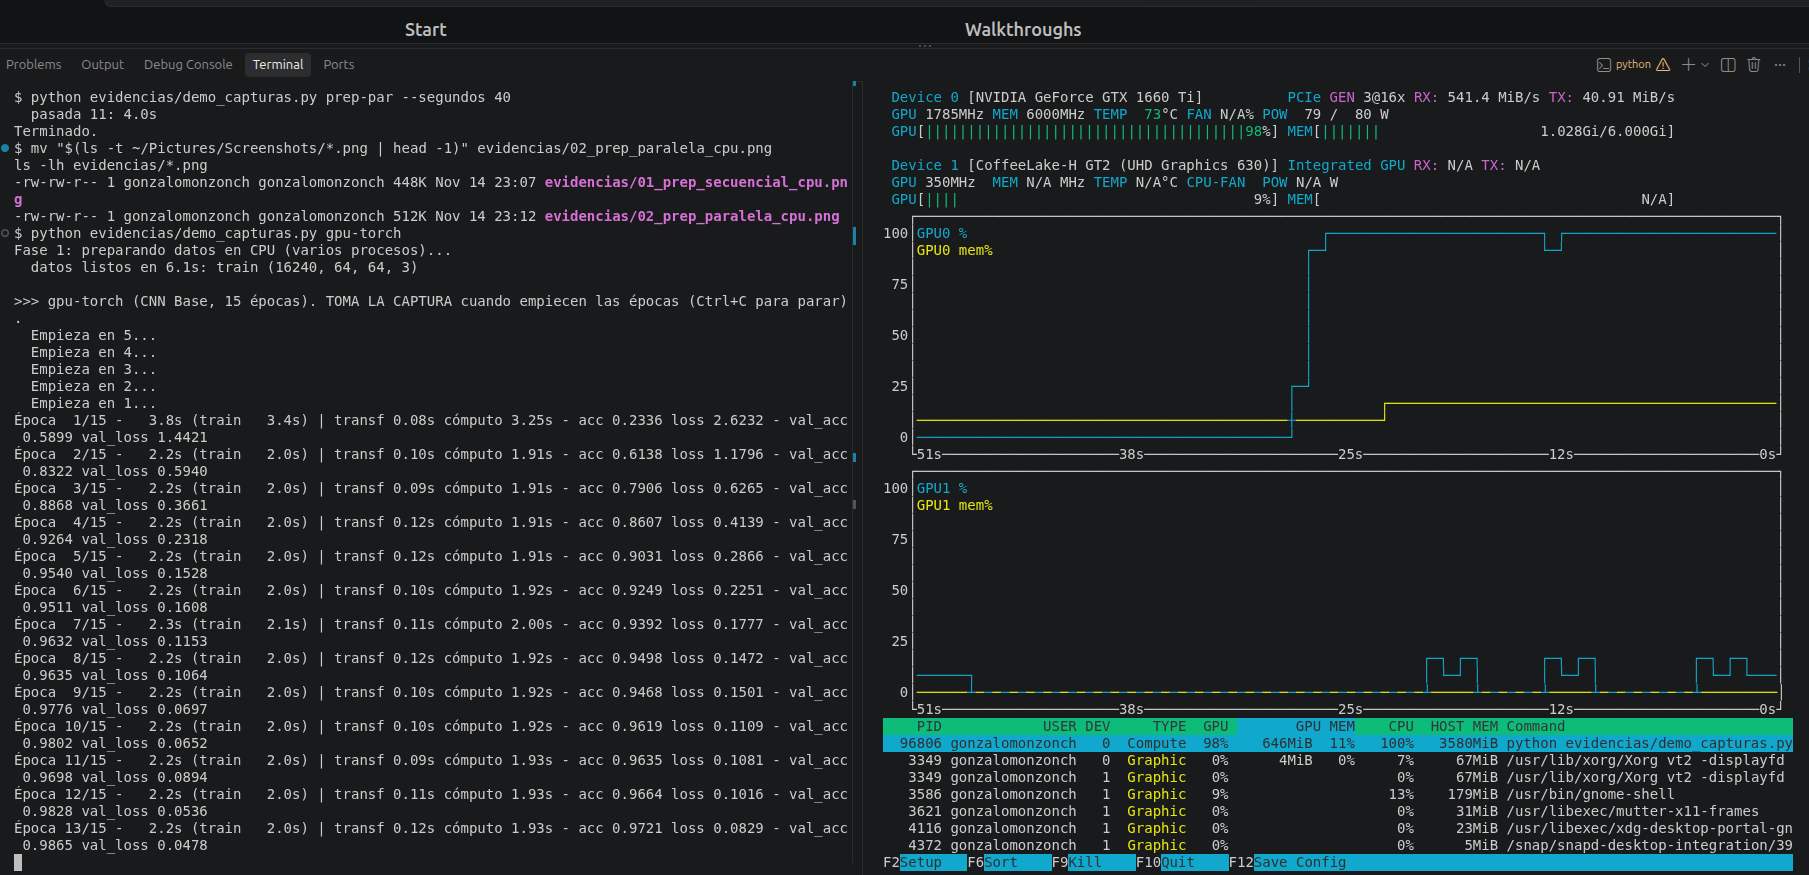 Start
Walkthroughs
Problems Output Debug Console Terminal Ports
python
$ python evidencias/demo_capturas.py prep-par --segundos 40
pasada 11: 4.0s
Terminado.
$ mv "$(ls -t ~/Pictures/Screenshots/*.png | head -1)" evidencias/02_prep_paralela_cpu.png
ls -lh evidencias/*.png
-rw-rw-r-- 1 gonzalomonzonch gonzalomonzonch 448K Nov 14 23:07 evidencias/01_prep_secuencial_cpu.pn
g
-rw-rw-r-- 1 gonzalomonzonch gonzalomonzonch 512K Nov 14 23:12 evidencias/02_prep_paralela_cpu.png
$ python evidencias/demo_capturas.py gpu-torch
Fase 1: preparando datos en CPU (varios procesos)...
datos listos en 6.1s: train (16240, 64, 64, 3)
>>> gpu-torch (CNN Base, 15 épocas). TOMA LA CAPTURA cuando empiecen las épocas (Ctrl+C para parar)
.
Empieza en 5...
Empieza en 4...
Empieza en 3...
Empieza en 2...
Empieza en 1...
Época  1/15 -   3.8s (train   3.4s) | transf 0.08s cómputo 3.25s - acc 0.2336 loss 2.6232 - val_acc
0.5899 val_loss 1.4421
Época  2/15 -   2.2s (train   2.0s) | transf 0.10s cómputo 1.91s - acc 0.6138 loss 1.1796 - val_acc
0.8322 val_loss 0.5940
Época  3/15 -   2.2s (train   2.0s) | transf 0.09s cómputo 1.91s - acc 0.7906 loss 0.6265 - val_acc
0.8868 val_loss 0.3661
Época  4/15 -   2.2s (train   2.0s) | transf 0.12s cómputo 1.91s - acc 0.8607 loss 0.4139 - val_acc
0.9264 val_loss 0.2318
Época  5/15 -   2.2s (train   2.0s) | transf 0.12s cómputo 1.91s - acc 0.9031 loss 0.2866 - val_acc
0.9540 val_loss 0.1528
Época  6/15 -   2.2s (train   2.0s) | transf 0.10s cómputo 1.92s - acc 0.9249 loss 0.2251 - val_acc
0.9511 val_loss 0.1608
Época  7/15 -   2.3s (train   2.1s) | transf 0.11s cómputo 2.00s - acc 0.9392 loss 0.1777 - val_acc
0.9632 val_loss 0.1153
Época  8/15 -   2.2s (train   2.0s) | transf 0.12s cómputo 1.92s - acc 0.9498 loss 0.1472 - val_acc
0.9635 val_loss 0.1064
Época  9/15 -   2.2s (train   2.0s) | transf 0.10s cómputo 1.92s - acc 0.9468 loss 0.1501 - val_acc
0.9776 val_loss 0.0697
Época 10/15 -   2.2s (train   2.0s) | transf 0.10s cómputo 1.92s - acc 0.9619 loss 0.1109 - val_acc
0.9802 val_loss 0.0652
Época 11/15 -   2.2s (train   2.0s) | transf 0.09s cómputo 1.93s - acc 0.9635 loss 0.1081 - val_acc
0.9698 val_loss 0.0894
Época 12/15 -   2.2s (train   2.0s) | transf 0.11s cómputo 1.93s - acc 0.9664 loss 0.1016 - val_acc
0.9828 val_loss 0.0536
Época 13/15 -   2.2s (train   2.0s) | transf 0.12s cómputo 1.93s - acc 0.9721 loss 0.0829 - val_acc
0.9865 val_loss 0.0478
Device 0 [NVIDIA GeForce GTX 1660 Ti] PCIe GEN 3@16x RX: 541.4 MiB/s TX: 40.91 MiB/s
GPU 1785MHz MEM 6000MHz TEMP 73°C FAN N/A% POW 79 / 80 W
GPU[||||||||||||||||||||||||||||||||||||||98%] MEM[||||||| 1.028Gi/6.000Gi]
Device 1 [CoffeeLake-H GT2 (UHD Graphics 630)] Integrated GPU RX: N/A TX: N/A
GPU 350MHz MEM N/A MHz TEMP N/A°C CPU-FAN POW N/A W
GPU[|||| 9%] MEM[ N/A]
100 GPU0 %
GPU0 mem%
75
50
25
0
51s 38s 25s 12s 0s
100 GPU1 %
GPU1 mem%
75
50
25
0
51s 38s 25s 12s 0s
PID USER DEV TYPE GPU GPU MEM CPU HOST MEM Command
96806 gonzalomonzonch 0 Compute 98% 646MiB 11% 100% 3580MiB python evidencias/demo_capturas.py
3349 gonzalomonzonch 0 Graphic 0% 4MiB 0% 7% 67MiB /usr/lib/xorg/Xorg vt2 -displayfd
3349 gonzalomonzonch 1 Graphic 0% 0% 67MiB /usr/lib/xorg/Xorg vt2 -displayfd
3586 gonzalomonzonch 1 Graphic 9% 13% 179MiB /usr/bin/gnome-shell
3621 gonzalomonzonch 1 Graphic 0% 0% 31MiB /usr/libexec/mutter-x11-frames
4116 gonzalomonzonch 1 Graphic 0% 0% 23MiB /usr/libexec/xdg-desktop-portal-gn
4372 gonzalomonzonch 1 Graphic 0% 0% 5MiB /snap/snapd-desktop-integration/39
F2Setup F6Sort F9Kill F10Quit F12Save Config